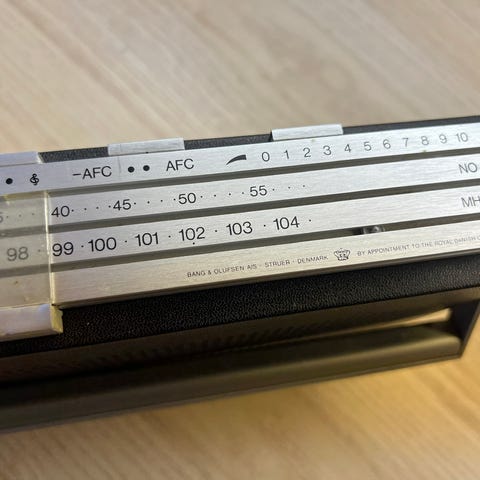 -AFC • • AFC 0 1 2 3 4 5 6 7 8 9 10
40 · · · · 45 · · · · 50 · · · · 55 · · · NO
98 · 99 · 100 · 101 · 102 · 103 · 104 · MH
BANG & OLUFSEN A/S · STRUER · DENMARK BY APPOINTMENT TO THE ROYAL DANISH